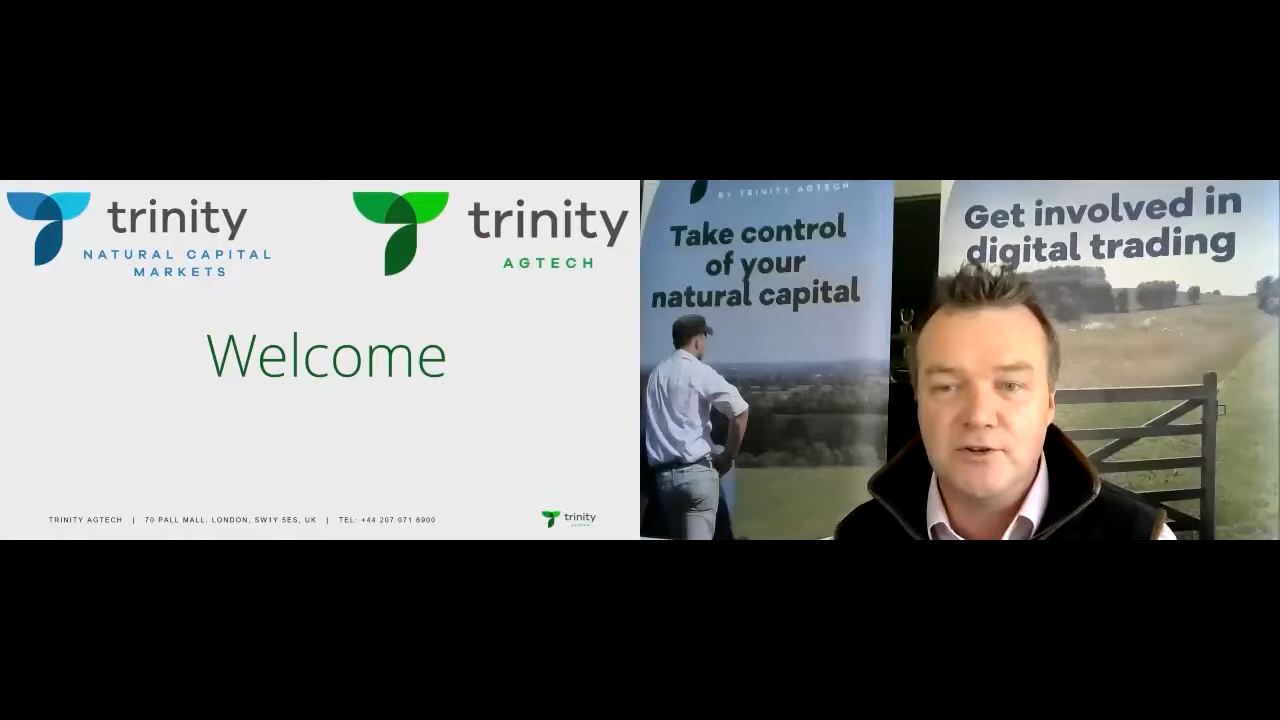 trinity
NATURAL CAPITAL
MARKETS
trinity
AGTECH
Welcome
TRINITY AGTECH | 70 PALL MALL, LONDON, SW1Y 5ES, UK | TEL: +44 207 071 6900
trinity
AGTECH
BY TRINITY AGTECH
Take control
of your
natural capital
Get involved in
digital trading